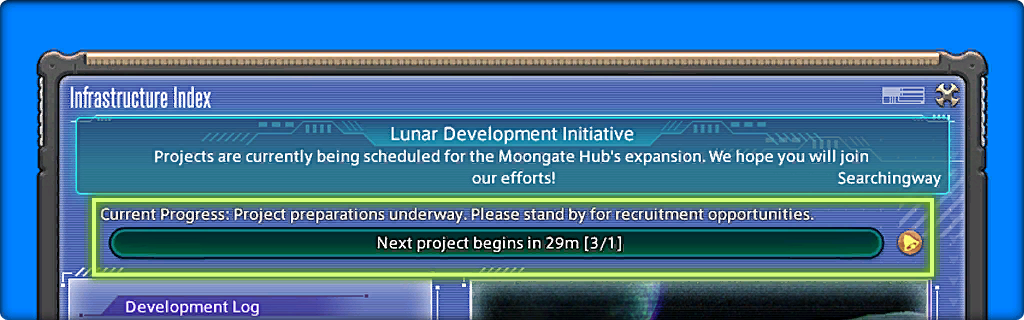 Infrastructure Index
Lunar Development Initiative
Projects are currently being scheduled for the Moongate Hub's expansion. We hope you will join
our efforts!
Searchingway
Current Progress: Project preparations underway. Please stand by for recruitment opportunities.
Next project begins in 29m [3/1]
Development Log